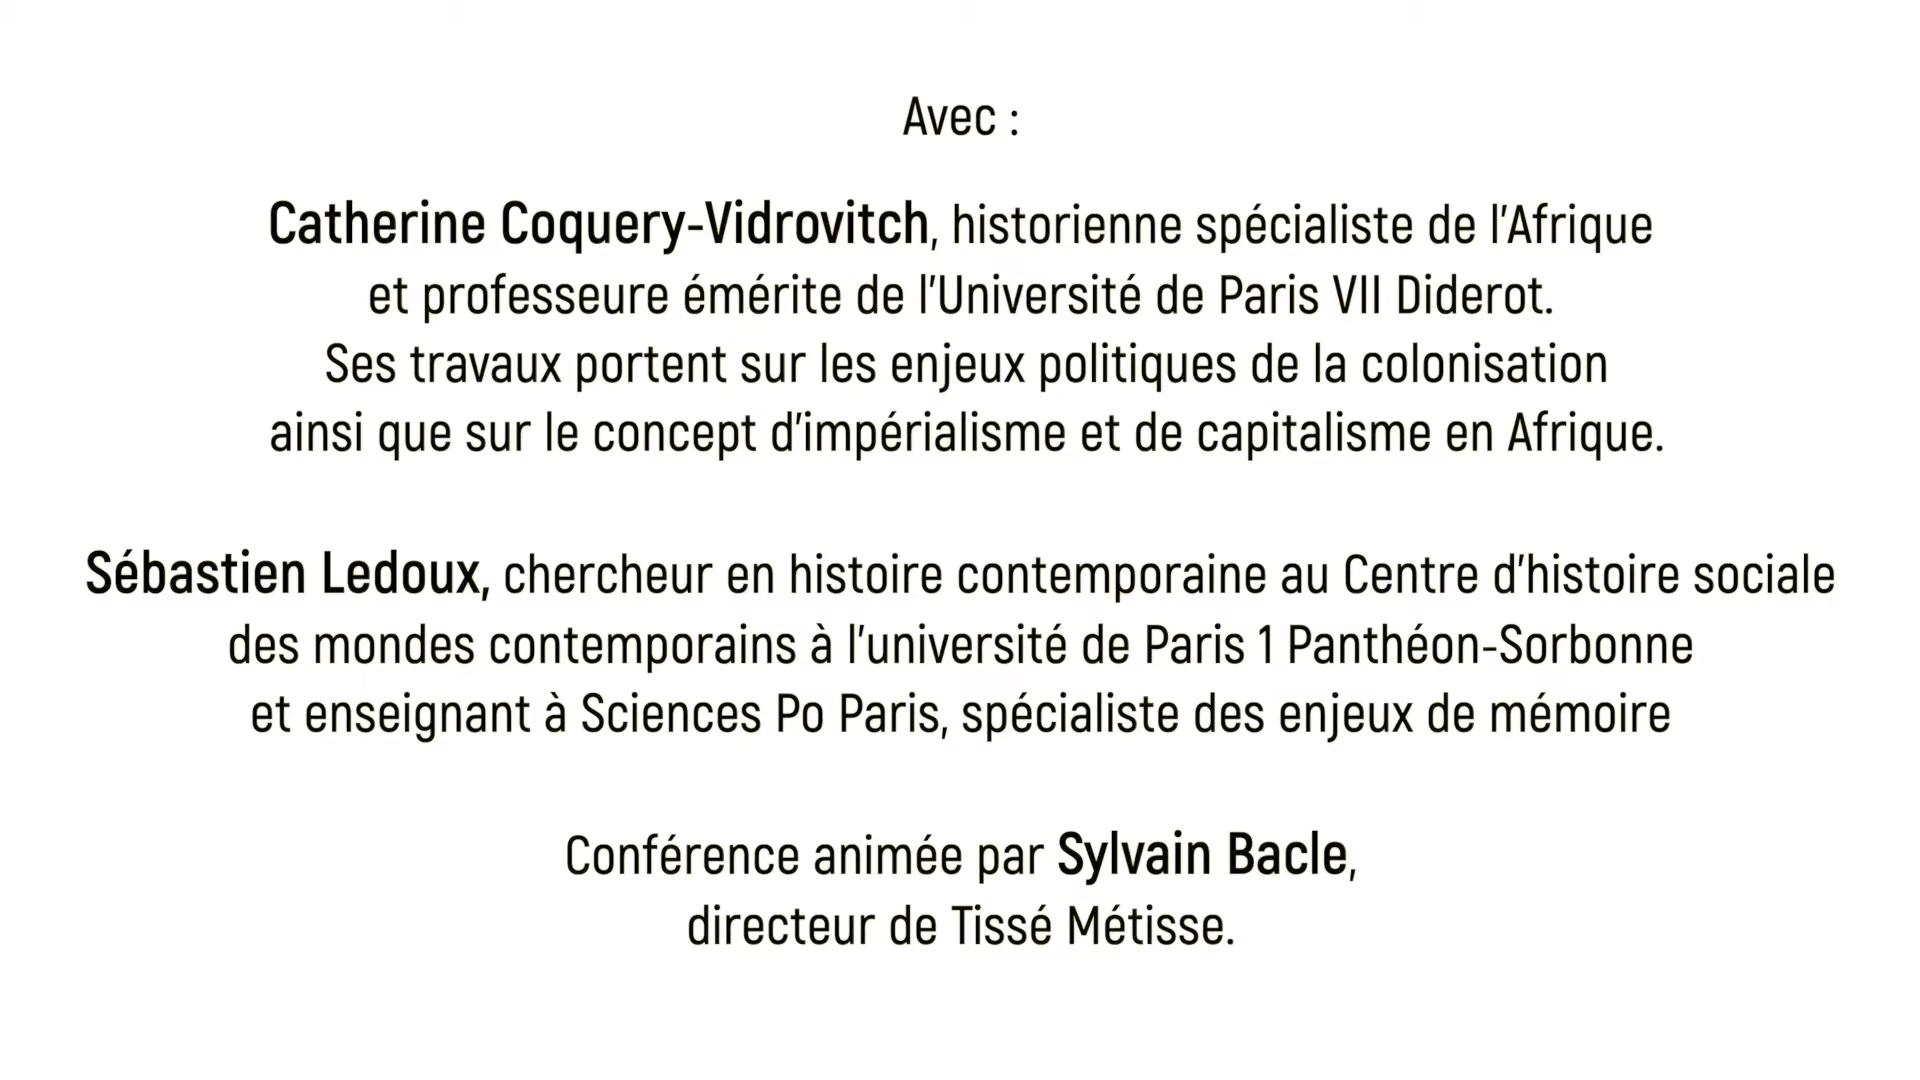 Avec :
Catherine Coquery-Vidrovitch, historienne spécialiste de l'Afrique
et professeure émérite de l'Université de Paris VII Diderot.
Ses travaux portent sur les enjeux politiques de la colonisation
ainsi que sur le concept d'impérialisme et de capitalisme en Afrique.
Sébastien Ledoux, chercheur en histoire contemporaine au Centre d'histoire sociale
des mondes contemporains à l'université de Paris 1 Panthéon-Sorbonne
et enseignant à Sciences Po Paris, spécialiste des enjeux de mémoire
Conférence animée par Sylvain Bacle,
directeur de Tissé Métisse.